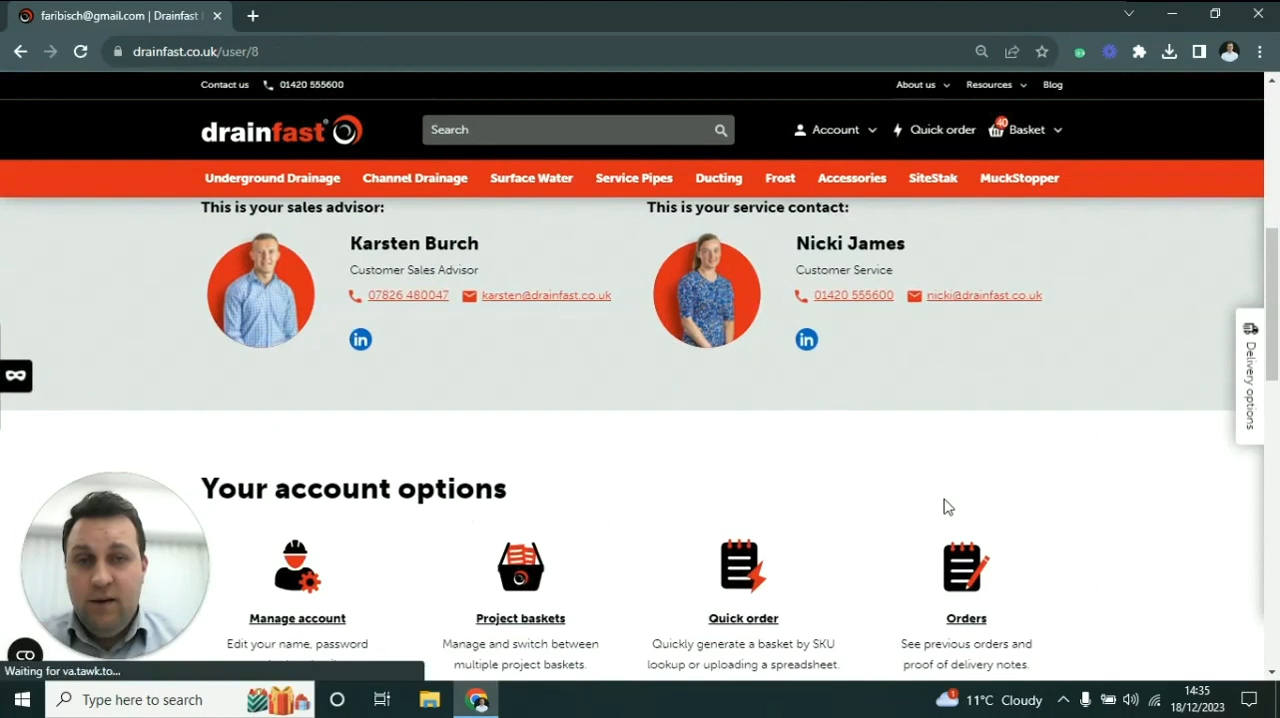 faribisch@gmail.com | Drainfast
drainfast.co.uk/user/8
Contact us 01420 555600 About us Resources Blog
drainfast® Search Account Quick order 40 Basket
Underground Drainage Channel Drainage Surface Water Service Pipes Ducting Frost Accessories SiteStak MuckStopper
This is your sales advisor: This is your service contact:
Karsten Burch Nicki James
Customer Sales Advisor Customer Service
07826 480047 karsten@drainfast.co.uk 01420 555600 nicki@drainfast.co.uk
in in
Delivery options
Your account options
Manage account Project baskets Quick order Orders
Edit your name, password Manage and switch between Quickly generate a basket by SKU See previous orders and
multiple project baskets. lookup or uploading a spreadsheet. proof of delivery notes.
Waiting for va.tawk.to...
Type here to search 11°C Cloudy 14:35
18/12/2023